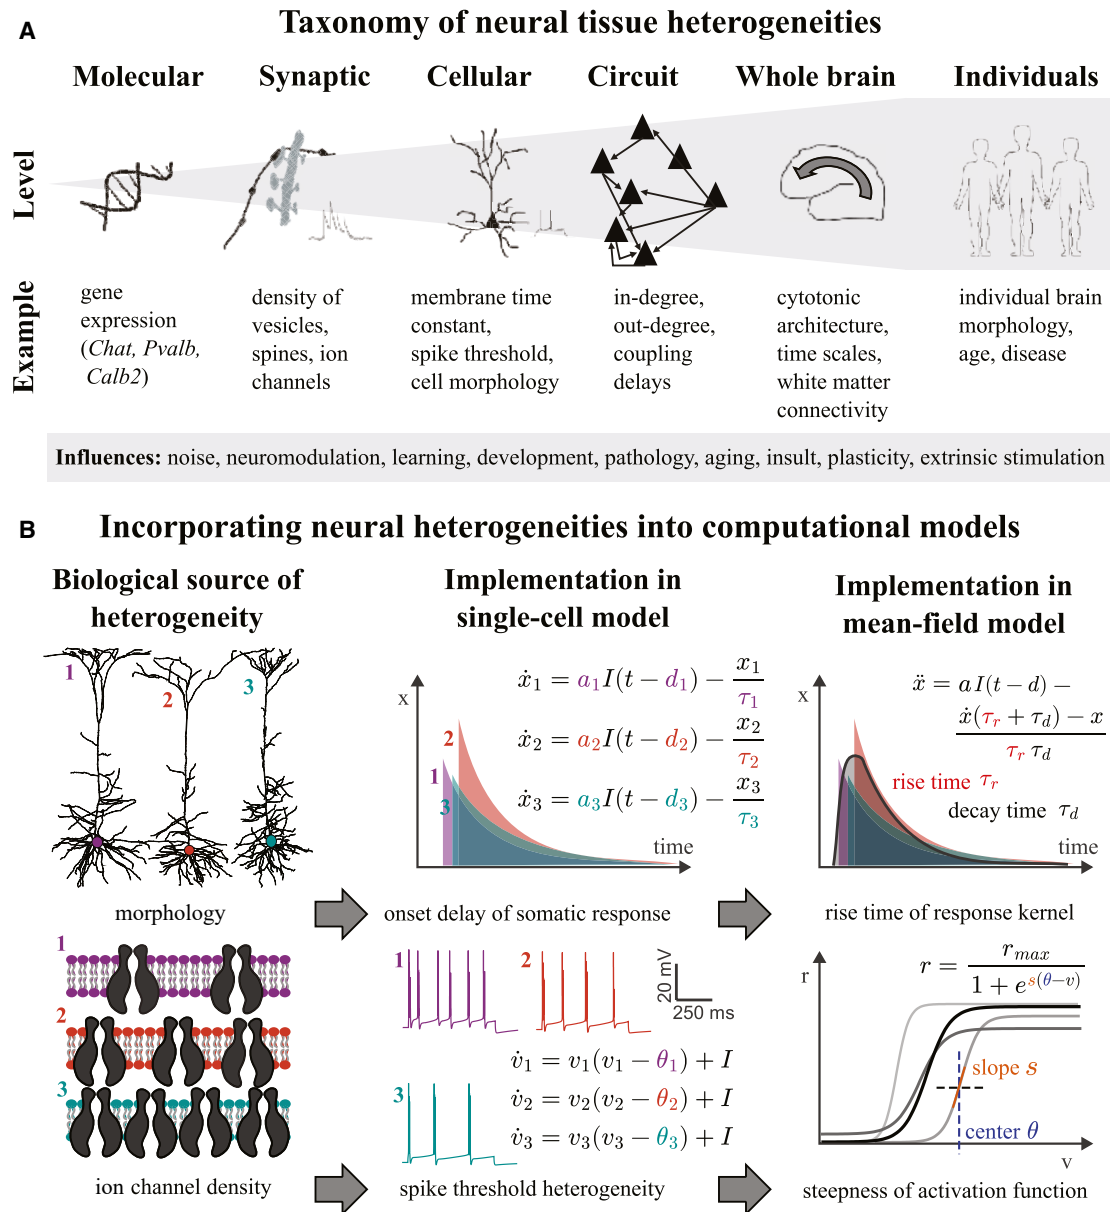 A
Taxonomy of neural tissue heterogeneities
Molecular
Synaptic
Cellular
Circuit
Whole brain
Individuals
Level
Example
gene
expression
(Chat, Pvalb,
Calb2)
density of
vesicles,
spines, ion
channels
membrane time
constant,
spike threshold,
cell morphology
in-degree,
out-degree,
coupling
delays
cytotonic
architecture,
time scales,
white matter
connectivity
individual brain
morphology,
age, disease
Influences: noise, neuromodulation, learning, development, pathology, aging, insult, plasticity, extrinsic stimulation
B
Incorporating neural heterogeneities into computational models
Biological source of
heterogeneity
Implementation in
single-cell model
Implementation in
mean-field model
1
2
3
morphology
x
2
1
3
ẋ₁ = a₁I(t − d₁) − x₁/τ₁
ẋ₂ = a₂I(t − d₂) − x₂/τ₂
ẋ₃ = a₃I(t − d₃) − x₃/τ₃
time
onset delay of somatic response
x
ẍ = aI(t − d) −
ẋ(τᵣ + τ_d) − x
τᵣ τ_d
rise time τᵣ
decay time τ_d
time
rise time of response kernel
1
2
3
ion channel density
1
2
20 mV
250 ms
3
v̇₁ = v₁(v₁ − θ₁) + I
v̇₂ = v₂(v₂ − θ₂) + I
v̇₃ = v₃(v₃ − θ₃) + I
spike threshold heterogeneity
r
r = r_max / 1 + e^{s(θ−v)}
slope s
center θ
v
steepness of activation function